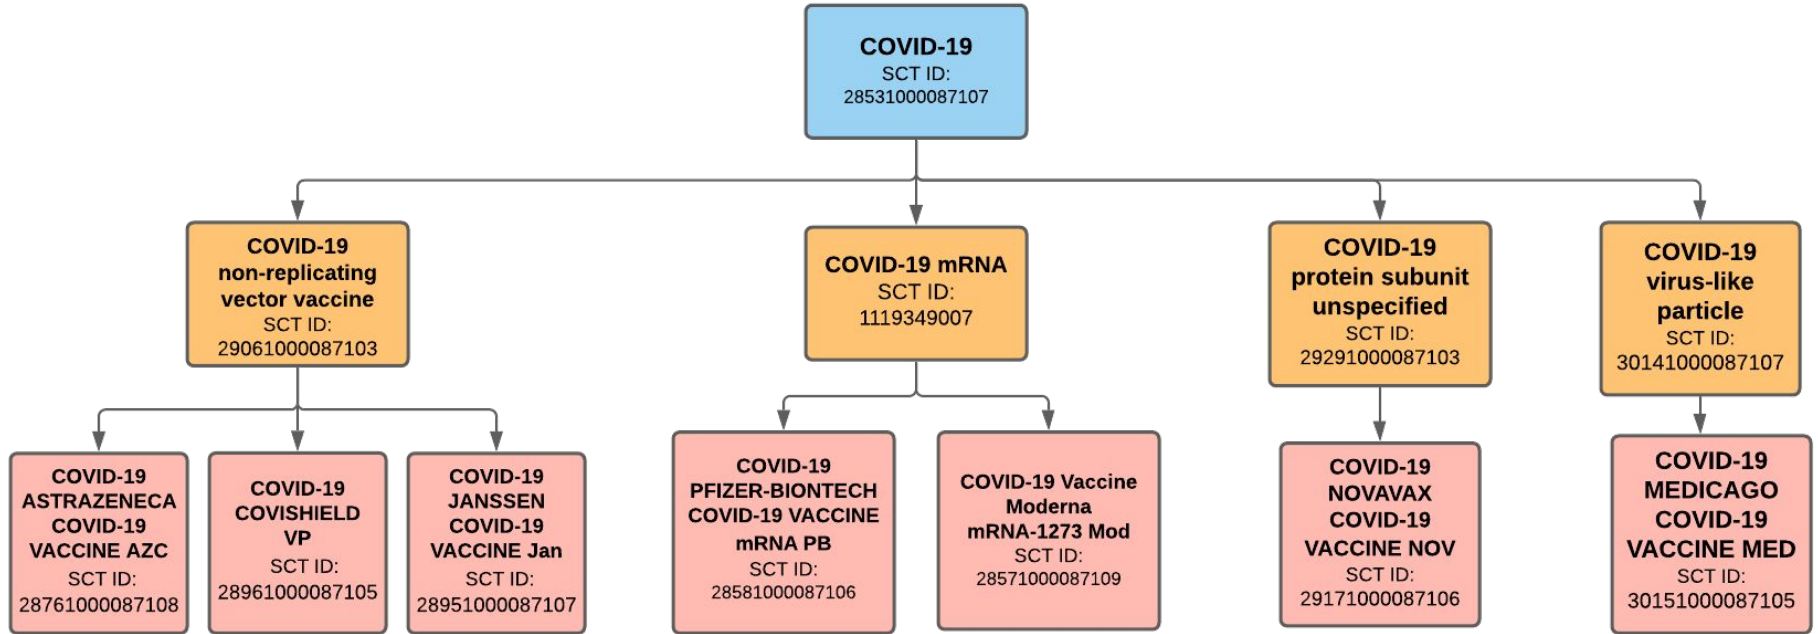 COVID-19
SCT ID:
28531000087107
COVID-19
non-replicating
vector vaccine
SCT ID:
29061000087103
COVID-19 mRNA
SCT ID:
1119349007
COVID-19
protein subunit
unspecified
SCT ID:
29291000087103
COVID-19
virus-like
particle
SCT ID:
30141000087107
COVID-19
ASTRAZENECA
COVID-19
VACCINE AZC
SCT ID:
28761000087108
COVID-19
COVISHIELD
VP
SCT ID:
28961000087105
COVID-19
JANSSEN
COVID-19
VACCINE Jan
SCT ID:
28951000087107
COVID-19
PFIZER-BIONTECH
COVID-19 VACCINE
mRNA PB
SCT ID:
28581000087106
COVID-19 Vaccine
Moderna
mRNA-1273 Mod
SCT ID:
28571000087109
COVID-19
NOVAVAX
COVID-19
VACCINE NOV
SCT ID:
29171000087106
COVID-19
MEDICAGO
COVID-19
VACCINE MED
SCT ID:
30151000087105